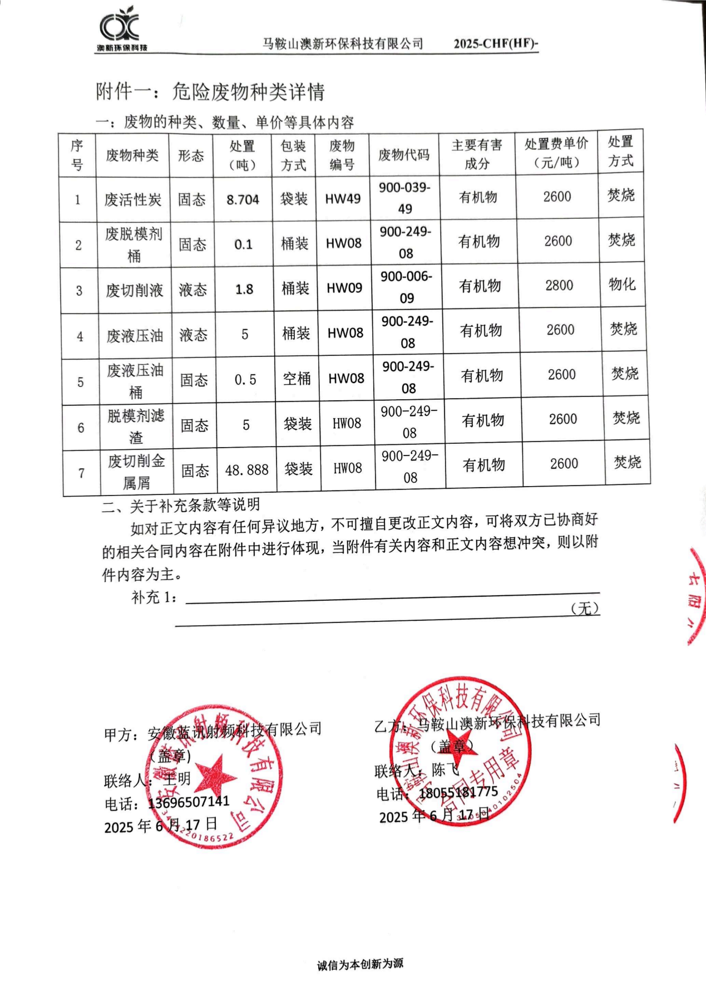 澳新环保科技
马鞍山澳新环保科技有限公司 2025-CHF(HF)-
附件一：危险废物种类详情
一：废物的种类、数量、单价等具体内容
序号 废物种类 形态 处置（吨） 包装方式 废物编号 废物代码 主要有害成分 处置费单价（元/吨） 处置方式
1 废活性炭 固态 8.704 袋装 HW49 900-039-49 有机物 2600 焚烧
2 废脱模剂桶 固态 0.1 桶装 HW08 900-249-08 有机物 2600 焚烧
3 废切削液 液态 1.8 桶装 HW09 900-006-09 有机物 2800 物化
4 废液压油 液态 5 桶装 HW08 900-249-08 有机物 2600 焚烧
5 废液压油桶 固态 0.5 空桶 HW08 900-249-08 有机物 2600 焚烧
6 脱模剂滤渣 固态 5 袋装 HW08 900-249-08 有机物 2600 焚烧
7 废切削金属屑 固态 48.888 袋装 HW08 900-249-08 有机物 2600 焚烧
二、关于补充条款等说明
如对正文内容有任何异议地方，不可擅自更改正文内容，可将双方已协商好
的相关合同内容在附件中进行体现，当附件有关内容和正文内容想冲突，则以附
件内容为主。
补充 1：
（无）
甲方：安徽蓝讯射频科技有限公司
（盖章）
联络人：王明
电话：13696507141
2025 年 6 月 17 日
安徽蓝讯射频科技有限公司
乙方：马鞍山澳新环保科技有限公司
（盖章）
联络人：陈飞
电话：18055181775
2025 年 6 月 17 日
马鞍山澳新环保科技有限公司
合同专用章
3405040102504
诚信为本创新为源